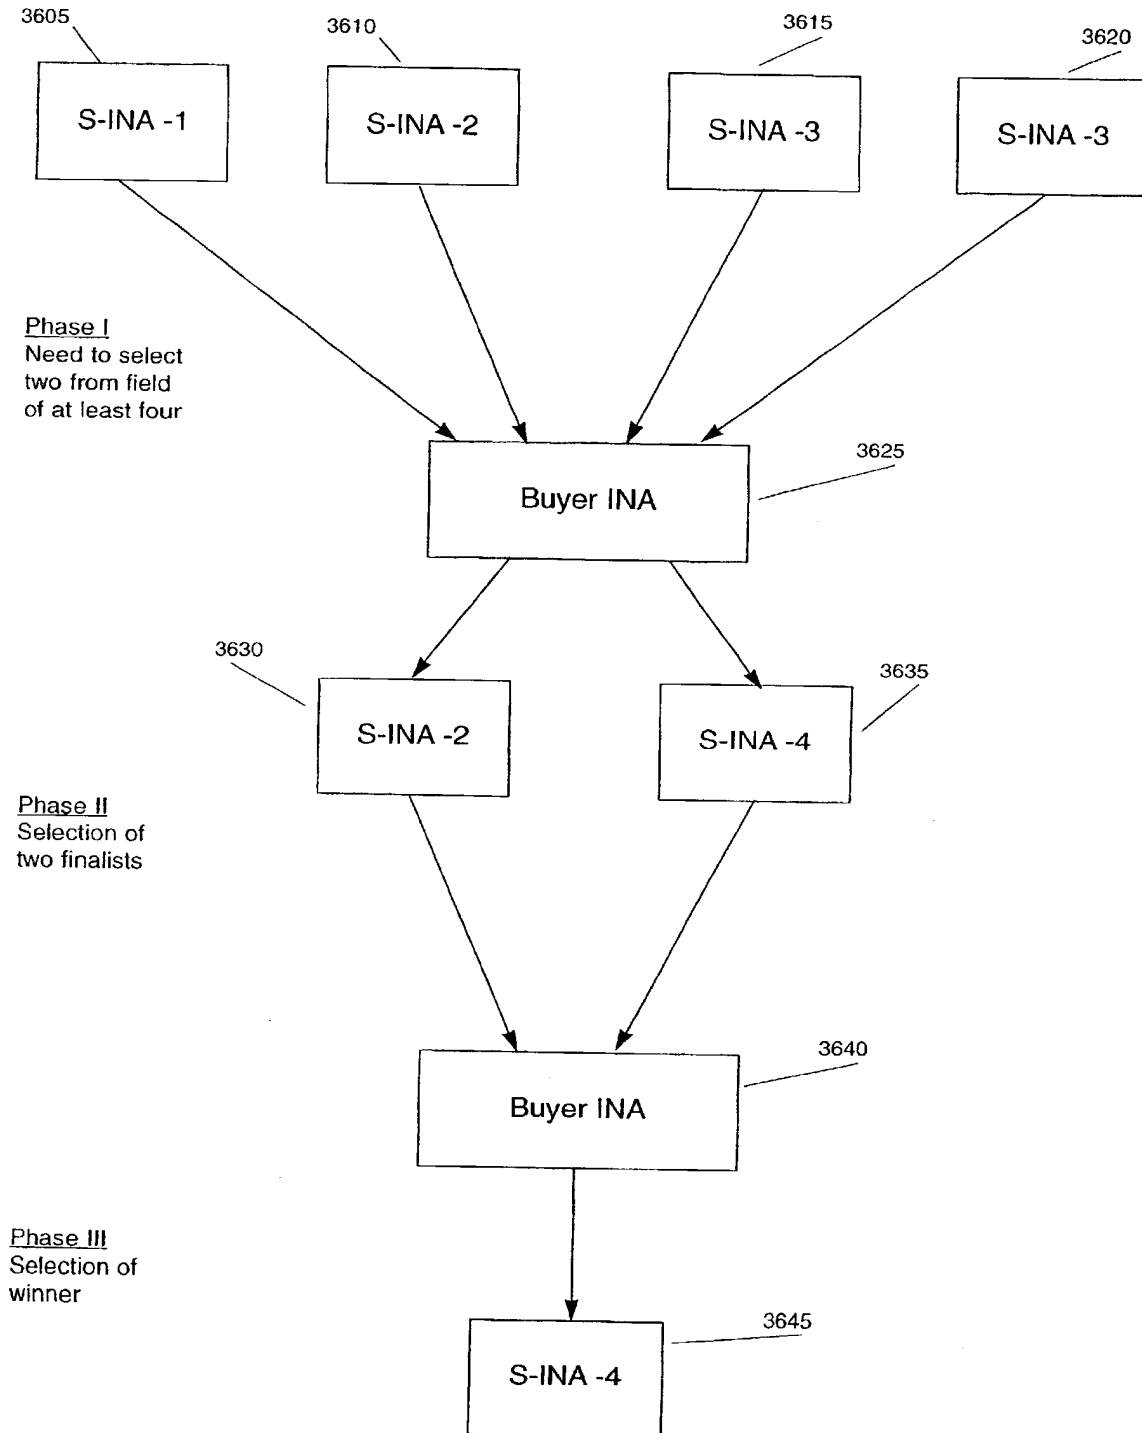 3605
3610
3615
3620
S-INA -1
S-INA -2
S-INA -3
S-INA -3
Phase I
Need to select
two from field
of at least four
3625
Buyer INA
3630
3635
S-INA -2
S-INA -4
Phase II
Selection of
two finalists
3640
Buyer INA
Phase III
Selection of
winner
3645
S-INA -4